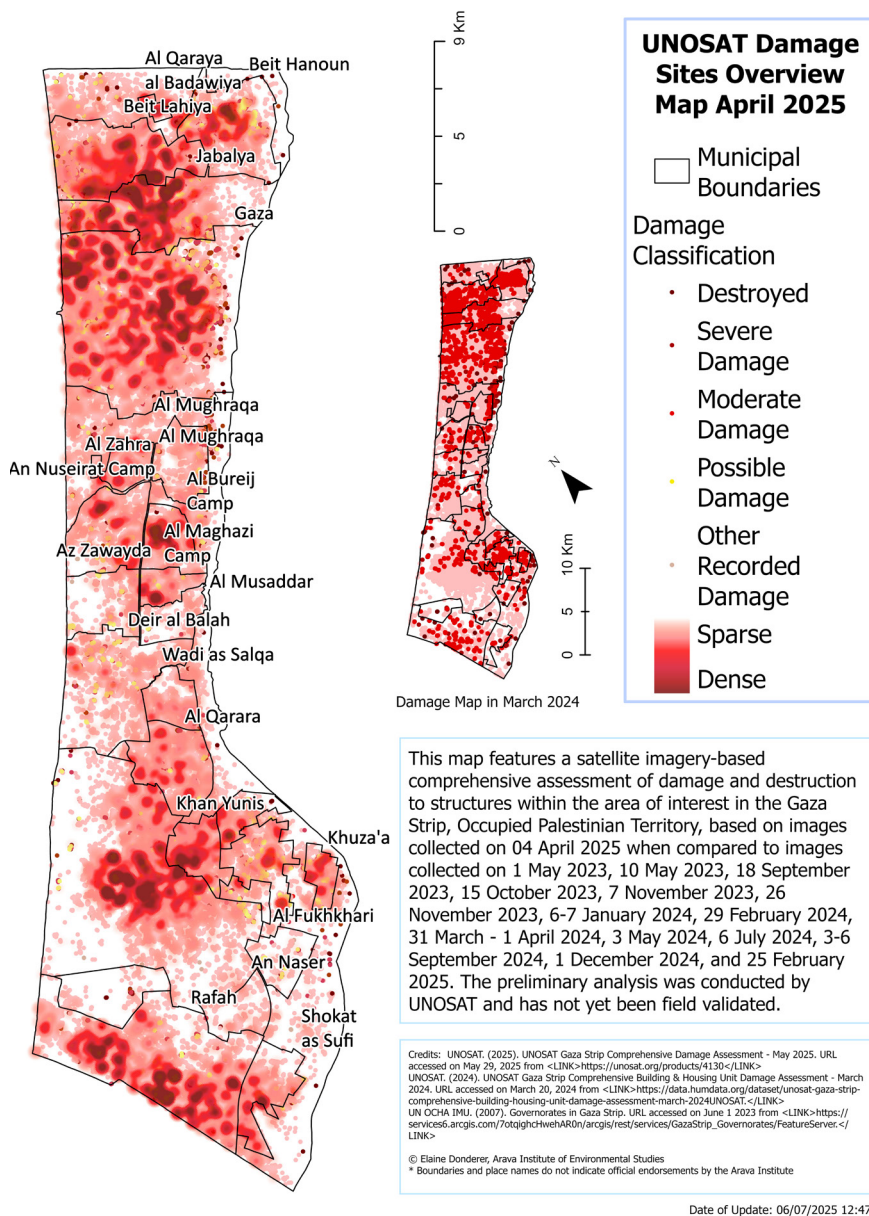 UNOSAT Damage
Sites Overview
Map April 2025
Municipal
Boundaries
Damage
Classification
Destroyed
Severe
Damage
Moderate
Damage
Possible
Damage
Other
Recorded
Damage
Sparse
Dense
Al Qaraya
al Badawiya
Beit Hanoun
Beit Lahiya
Jabalya
Gaza
Al Mughraqa
Al Zahra
Al Mughraqa
An Nuseirat Camp
Al Bureij
Camp
Al Maghazi
Camp
Az Zawayda
Al Musaddar
Deir al Balah
Wadi as Salqa
Al Qarara
Khan Yunis
Khuza'a
Al Fukhkhari
An Naser
Rafah
Shokat
as Sufi
9 Km
5
0
N
10 Km
5
0
Damage Map in March 2024
This map features a satellite imagery-based
comprehensive assessment of damage and destruction
to structures within the area of interest in the Gaza
Strip, Occupied Palestinian Territory, based on images
collected on 04 April 2025 when compared to images
collected on 1 May 2023, 10 May 2023, 18 September
2023, 15 October 2023, 7 November 2023, 26
November 2023, 6-7 January 2024, 29 February 2024,
31 March - 1 April 2024, 3 May 2024, 6 July 2024, 3-6
September 2024, 1 December 2024, and 25 February
2025. The preliminary analysis was conducted by
UNOSAT and has not yet been field validated.
Credits: UNOSAT. (2025). UNOSAT Gaza Strip Comprehensive Damage Assessment - May 2025. URL
accessed on May 29, 2025 from <LINK>https://unosat.org/products/4130</LINK>
UNOSAT. (2024). UNOSAT Gaza Strip Comprehensive Building & Housing Unit Damage Assessment - March
2024. URL accessed on March 20, 2024 from <LINK>https://data.humdata.org/dataset/unosat-gaza-strip-
comprehensive-building-housing-unit-damage-assessment-march-2024UNOSAT.</LINK>
UN OCHA IMU. (2007). Governorates in Gaza Strip. URL accessed on June 1 2023 from <LINK>https://
services6.arcgis.com/7otqighcHwehAR0n/arcgis/rest/services/GazaStrip_Governorates/FeatureServer.</
LINK>
© Elaine Donderer, Arava Institute of Environmental Studies
* Boundaries and place names do not indicate official endorsements by the Arava Institute
Date of Update: 06/07/2025 12:47